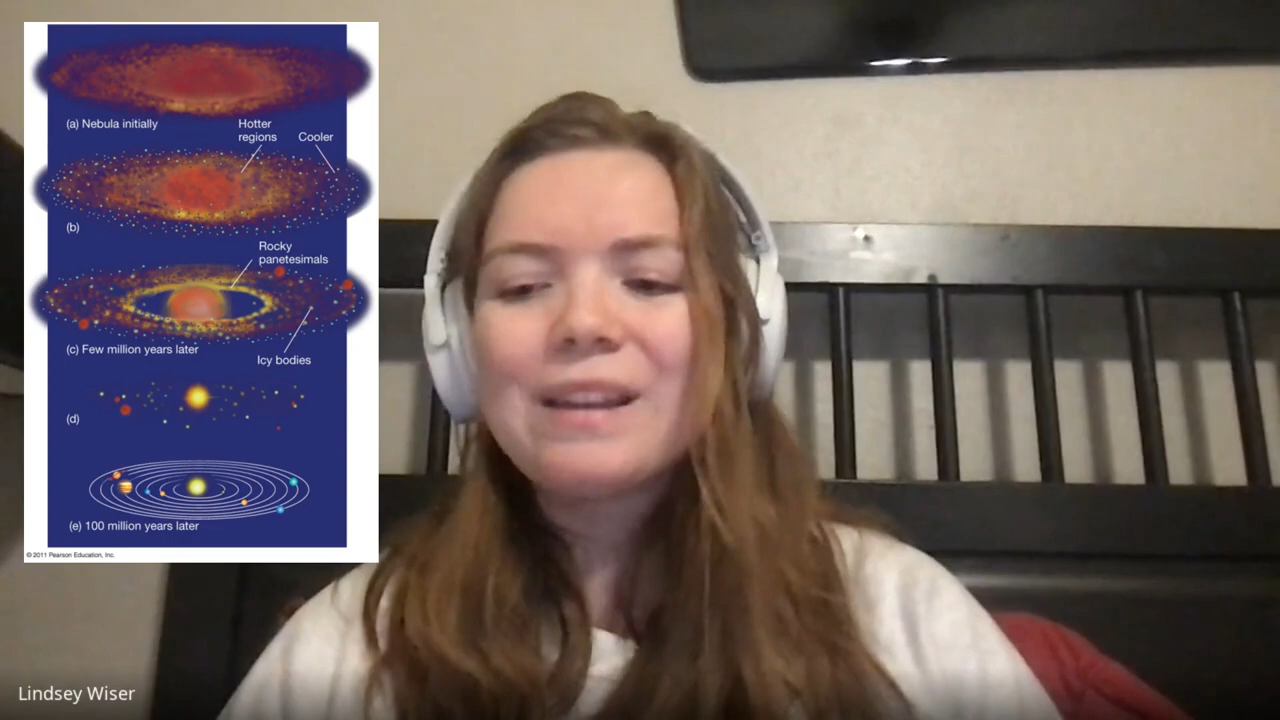 (a) Nebula initially
Hotter
regions
Cooler
(b)
Rocky
panetesimals
(c) Few million years later
Icy bodies
(d)
(e) 100 million years later
© 2011 Pearson Education, Inc.
Lindsey Wiser